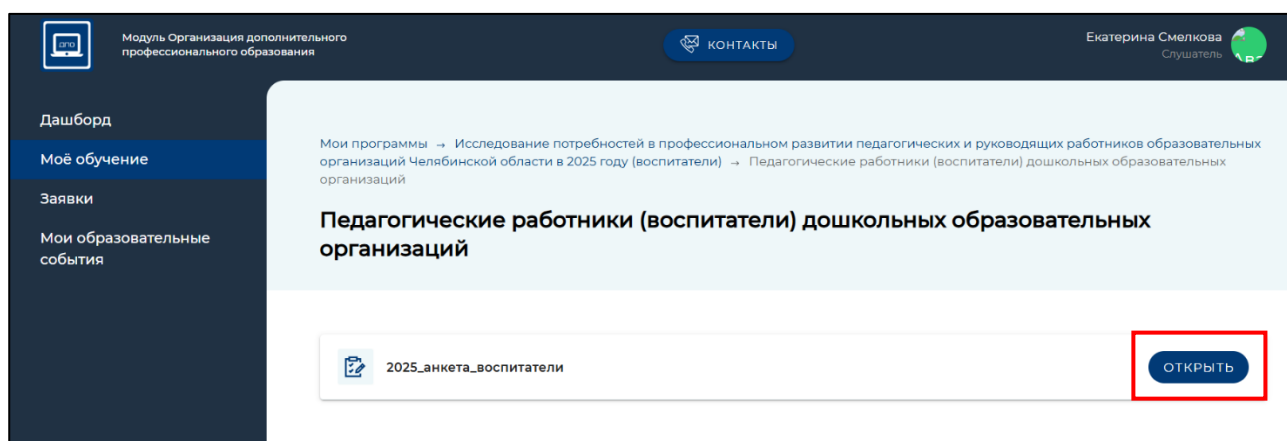 дпо
Модуль Организация дополнительного
профессионального образования
КОНТАКТЫ
Екатерина Смелкова
Слушатель
Дашборд
Моё обучение
Заявки
Мои образовательные
события
Мои программы → Исследование потребностей в профессиональном развитии педагогических и руководящих работников образовательных
организаций Челябинской области в 2025 году (воспитатели) → Педагогические работники (воспитатели) дошкольных образовательных
организаций
Педагогические работники (воспитатели) дошкольных образовательных
организаций
2025_анкета_воспитатели
ОТКРЫТЬ